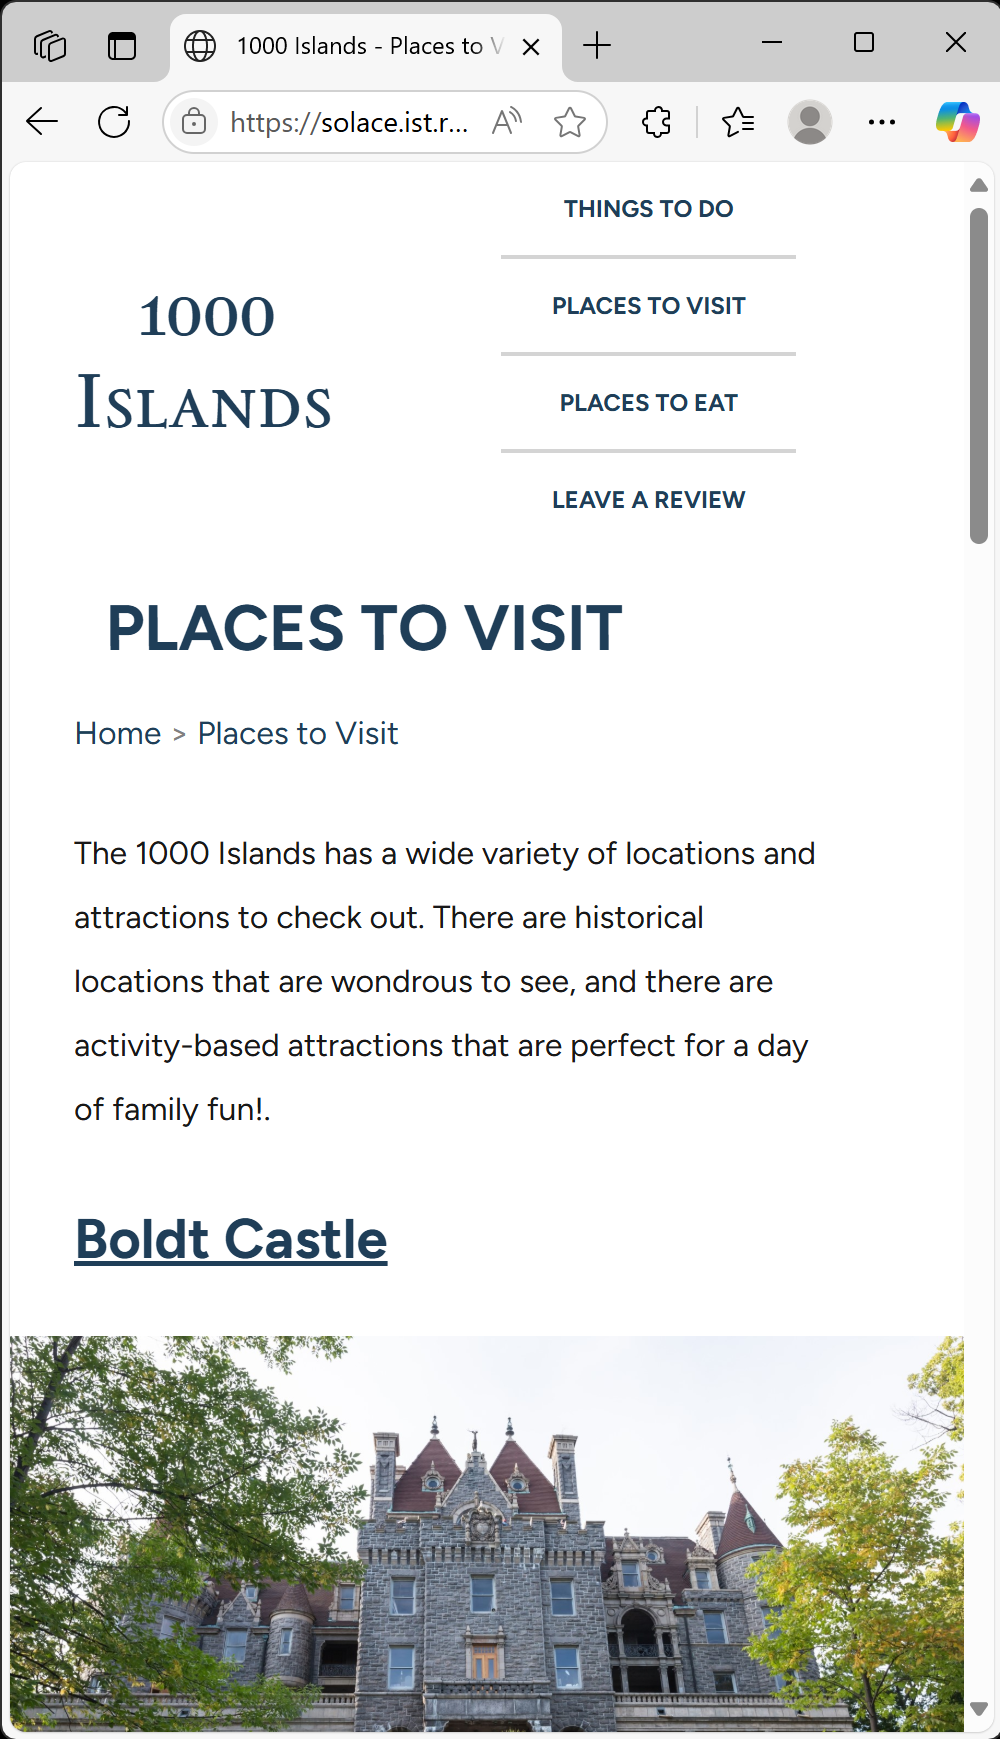 1000 Islands - Places to V
https://solace.ist.r...
THINGS TO DO
PLACES TO VISIT
PLACES TO EAT
LEAVE A REVIEW
1000
Islands
PLACES TO VISIT
Home > Places to Visit
The 1000 Islands has a wide variety of locations and
attractions to check out. There are historical
locations that are wondrous to see, and there are
activity-based attractions that are perfect for a day
of family fun!.
Boldt Castle